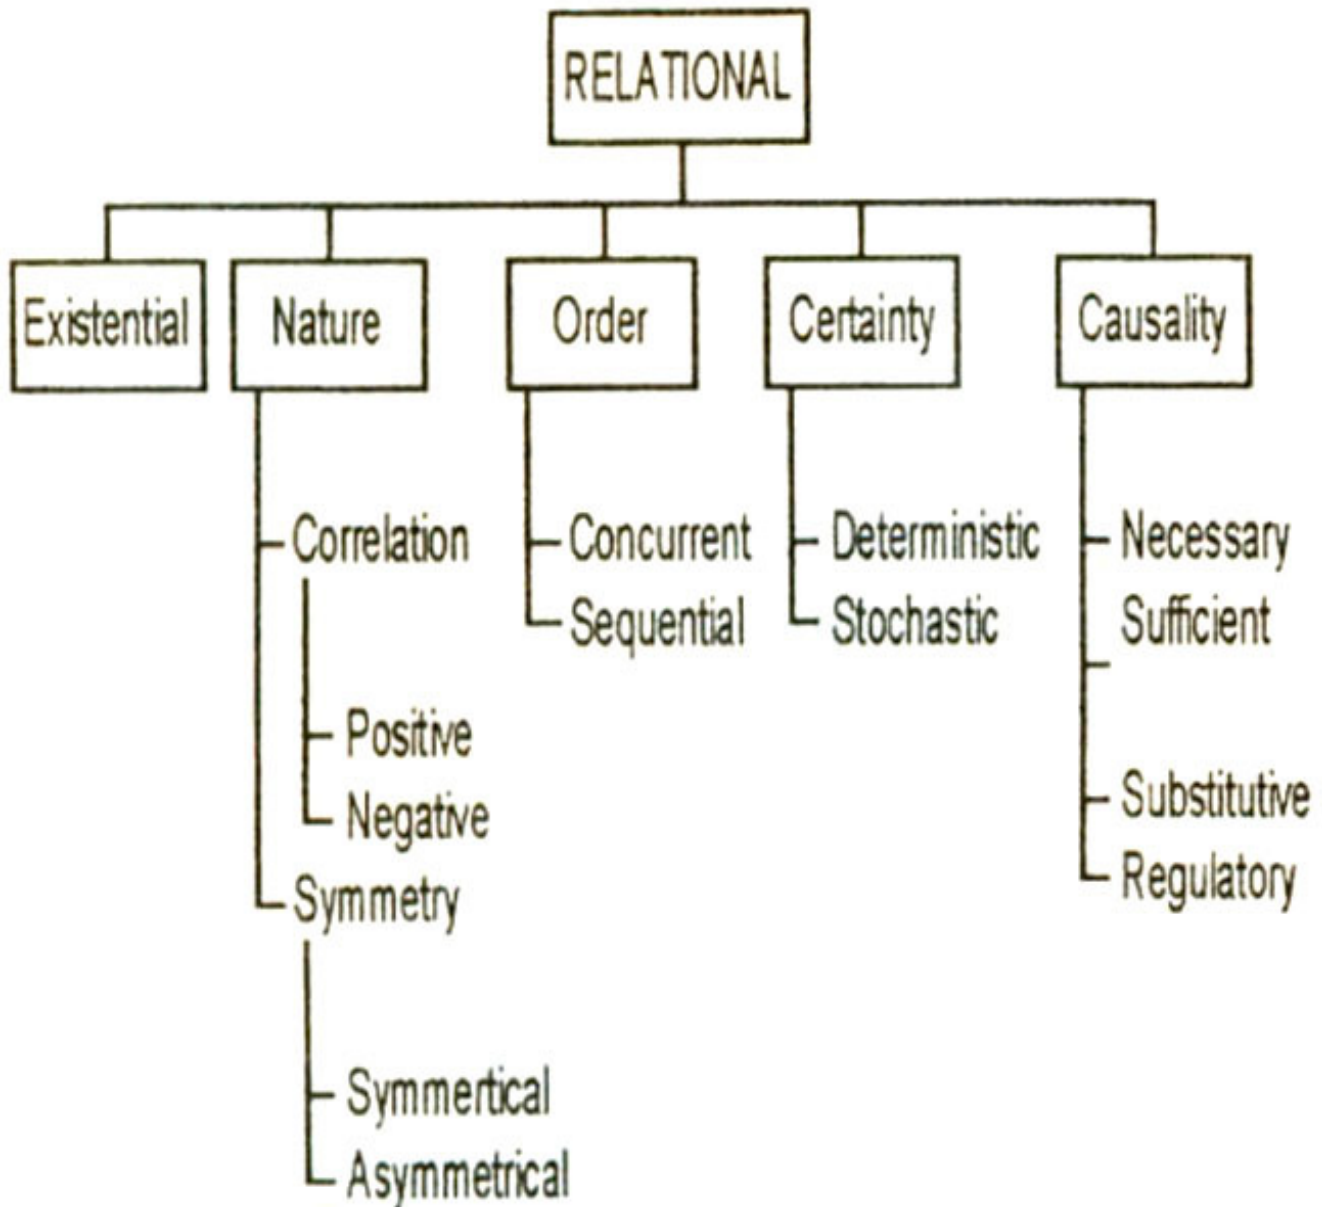 RELATIONAL
Existential
Nature
Order
Certainty
Causality
Correlation
Positive
Negative
Symmetry
Symmertical
Asymmetrical
Concurrent
Sequential
Deterministic
Stochastic
Necessary
Sufficient
Substitutive
Regulatory